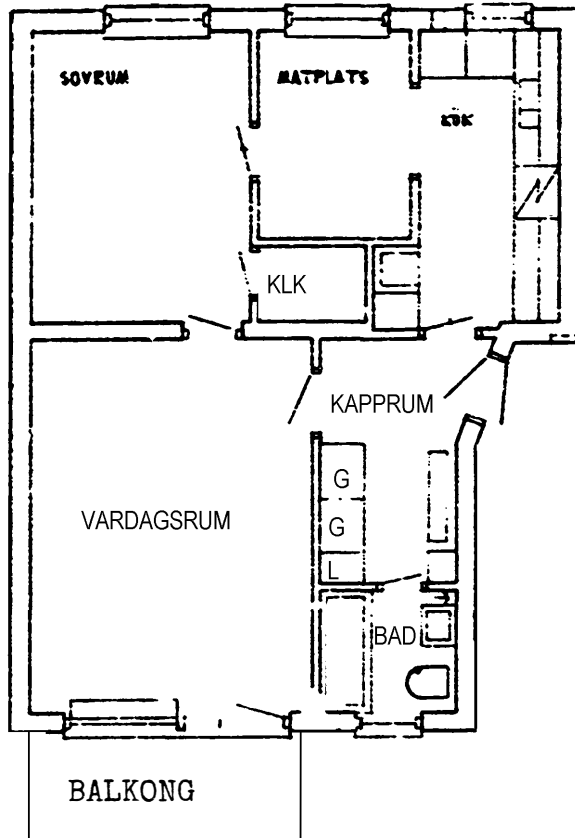 SOVRUM
MATPLATS
KÖK
KLK
KAPPRUM
G
G
L
VARDAGSRUM
BAD
BALKONG